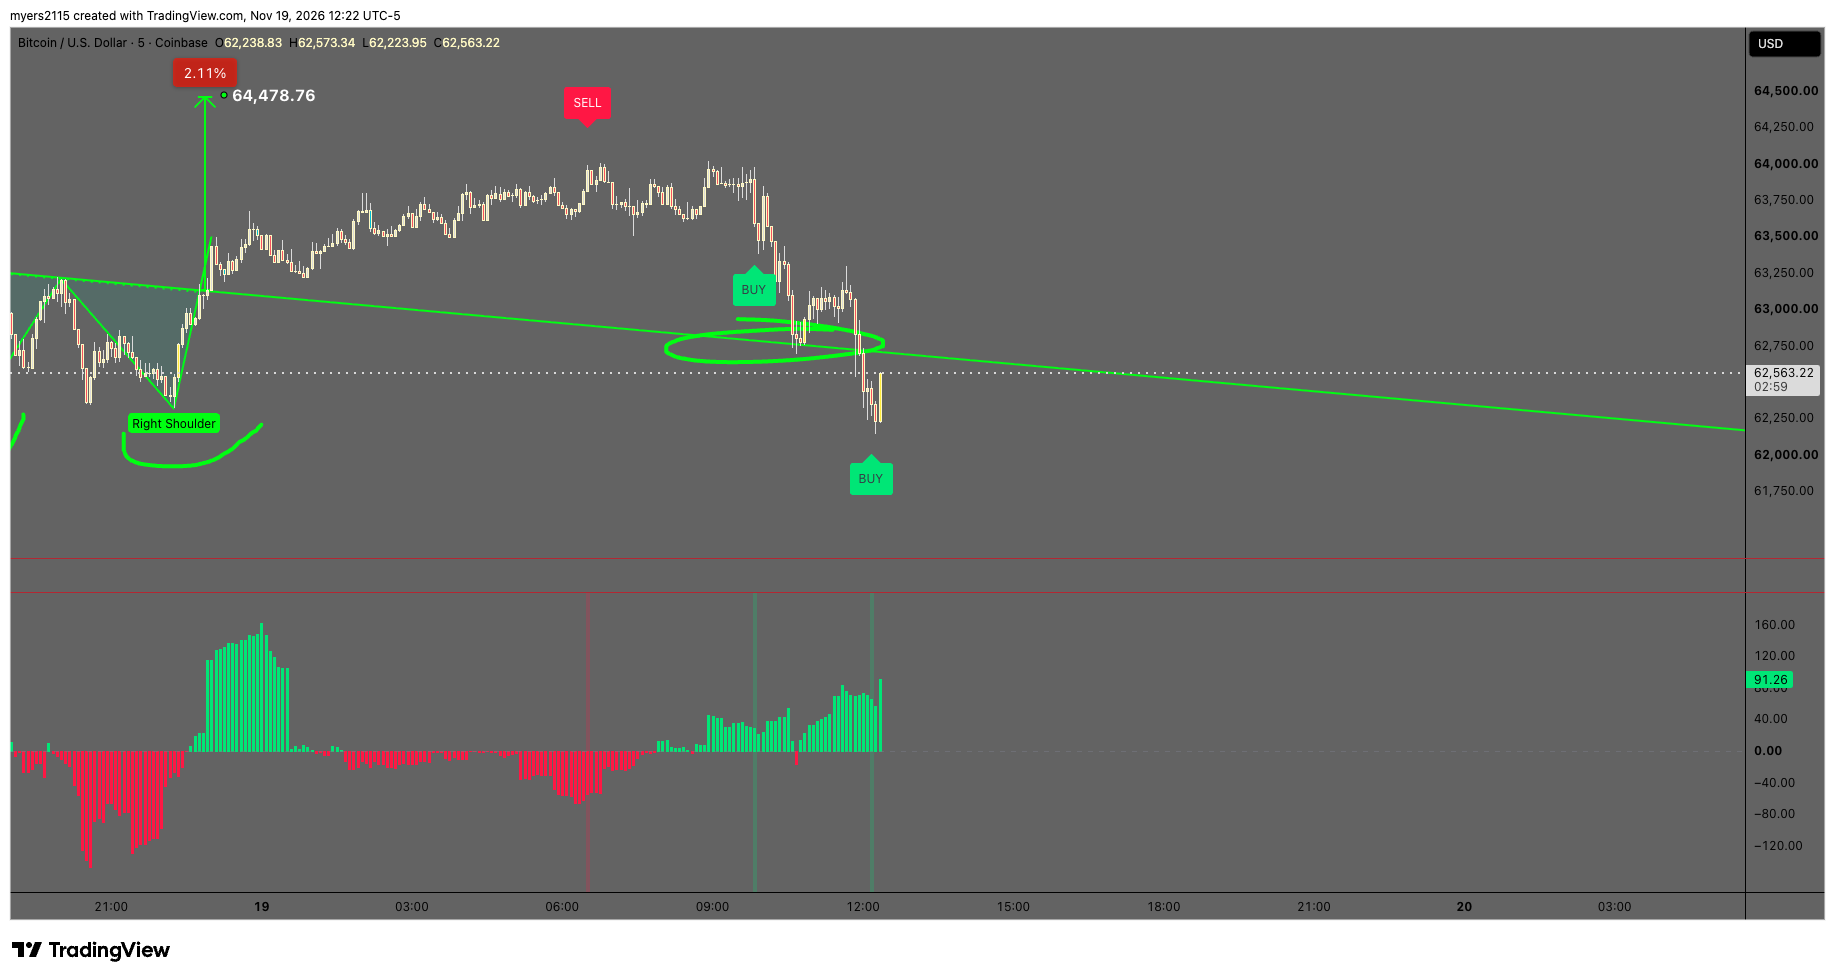 myers2115 created with TradingView.com, Nov 19, 2026 12:22 UTC-5
Bitcoin / U.S. Dollar · 5 · Coinbase O62,238.83 H62,573.34 L62,223.95 C62,563.22
USD
2.11%
64,478.76
SELL
BUY
BUY
Right Shoulder
64,500.00
64,250.00
64,000.00
63,750.00
63,500.00
63,250.00
63,000.00
62,750.00
62,563.22
02:59
62,250.00
62,000.00
61,750.00
160.00
120.00
91.26
80.00
40.00
0.00
−40.00
−80.00
−120.00
21:00 19 03:00 06:00 09:00 12:00 15:00 18:00 21:00 20 03:00
TradingView